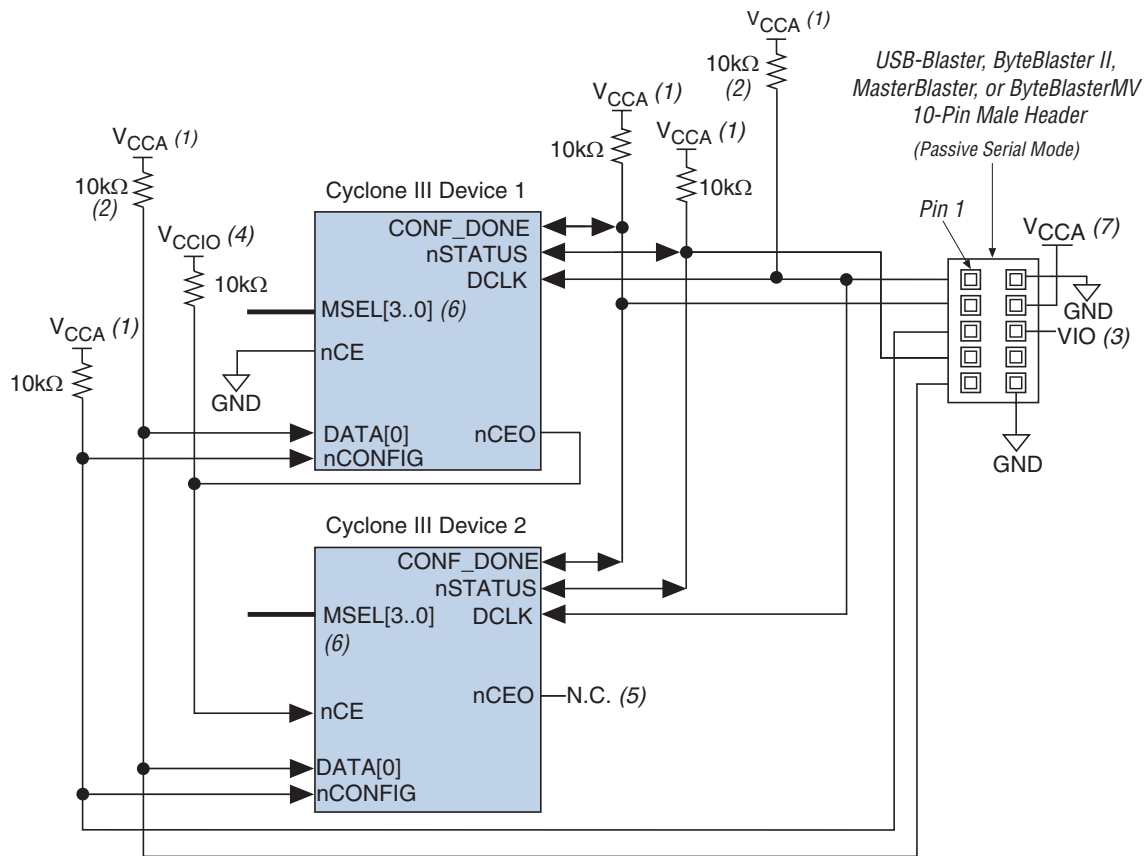 VCCA (1)
10kΩ
(2)
USB-Blaster, ByteBlaster II,
MasterBlaster, or ByteBlasterMV
10-Pin Male Header
(Passive Serial Mode)
VCCA (1)
10kΩ
VCCA (1)
10kΩ
VCCA (1)
10kΩ
(2)
VCCIO (4)
10kΩ
VCCA (1)
10kΩ
Cyclone III Device 1
CONF_DONE
nSTATUS
DCLK
MSEL[3..0] (6)
nCE
GND
DATA[0]
nCEO
nCONFIG
Pin 1
VCCA (7)
GND
VIO (3)
GND
Cyclone III Device 2
CONF_DONE
nSTATUS
MSEL[3..0]
(6)
DCLK
nCEO
N.C. (5)
nCE
DATA[0]
nCONFIG